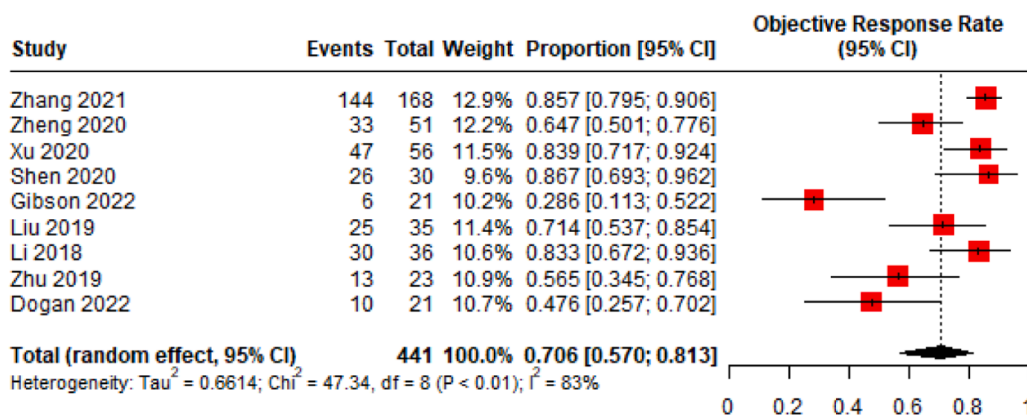 Objective Response Rate
Study Events Total Weight Proportion [95% CI] (95% CI)
Zhang 2021 144 168 12.9% 0.857 [0.795; 0.906]
Zheng 2020 33 51 12.2% 0.647 [0.501; 0.776]
Xu 2020 47 56 11.5% 0.839 [0.717; 0.924]
Shen 2020 26 30 9.6% 0.867 [0.693; 0.962]
Gibson 2022 6 21 10.2% 0.286 [0.113; 0.522]
Liu 2019 25 35 11.4% 0.714 [0.537; 0.854]
Li 2018 30 36 10.6% 0.833 [0.672; 0.936]
Zhu 2019 13 23 10.7% 0.565 [0.345; 0.768]
Dogan 2022 10 21 10.7% 0.476 [0.257; 0.702]
Total (random effect, 95% CI) 441 100.0% 0.706 [0.570; 0.813]
Heterogeneity: Tau² = 0.6614; Chi² = 47.34, df = 8 (P < 0.01); I² = 83%
0 0.2 0.4 0.6 0.8 1